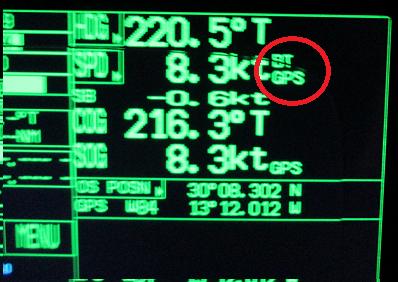 HDG 220.5°T
SPD 8.3kt BT
GPS
SB -0.6kt
COG 216.3°T
SOG 8.3kt GPS
OS POSN 30°08.302 N
GPS W84 13°12.012 W
MENU